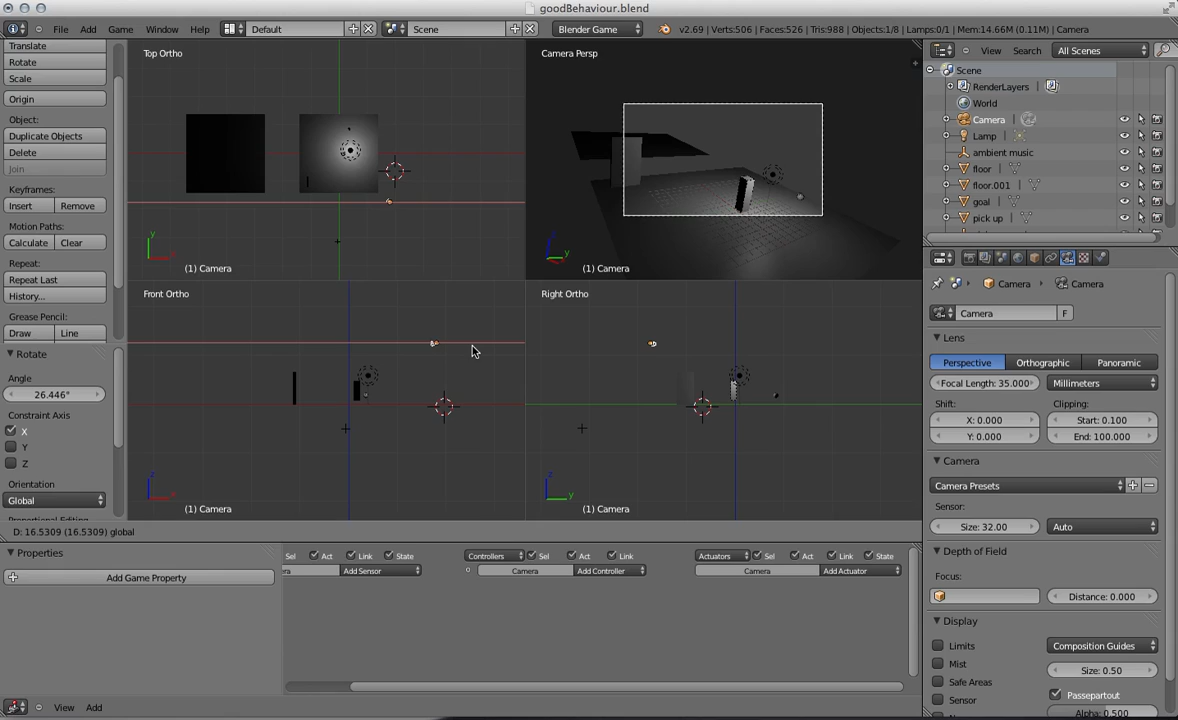 goodBehaviour.blend
File Add Game Window Help Default Scene Blender Game v2.69 | Verts:506 | Faces:526 | Tris:988 | Objects:1/8 | Lamps:0/1 | Mem:14.66M (0.11M) | Camera
Translate
Rotate
Scale
Origin
Object:
Duplicate Objects
Delete
Join
Keyframes:
Insert Remove
Motion Paths:
Calculate Clear
Repeat:
Repeat Last
History...
Grease Pencil:
Draw Line
Rotate
Angle
26.446°
Constraint Axis
X
Y
Z
Orientation
Global
Top Ortho
y
(1) Camera
Camera Persp
z
y
(1) Camera
Front Ortho
z
(1) Camera
Right Ortho
z
y
(1) Camera
D: 16.5309 (16.5309) global
Properties
Add Game Property
Sel Act Link State
Add Sensor
Controllers Sel Act Link
Camera Add Controller
Actuators Sel Act Link State
Camera Add Actuator
View Add
View Search All Scenes
Scene
RenderLayers
World
Camera
Lamp
ambient music
floor
floor.001
goal
pick up
Camera Camera
Camera F
Lens
Perspective Orthographic Panoramic
Focal Length: 35.000 Millimeters
Shift: Clipping:
X: 0.000 Start: 0.100
Y: 0.000 End: 100.000
Camera
Camera Presets
Sensor:
Size: 32.00 Auto
Depth of Field
Focus:
Distance: 0.000
Display
Limits Composition Guides
Mist Size: 0.50
Safe Areas
Sensor Passepartout
Alpha: 0.500